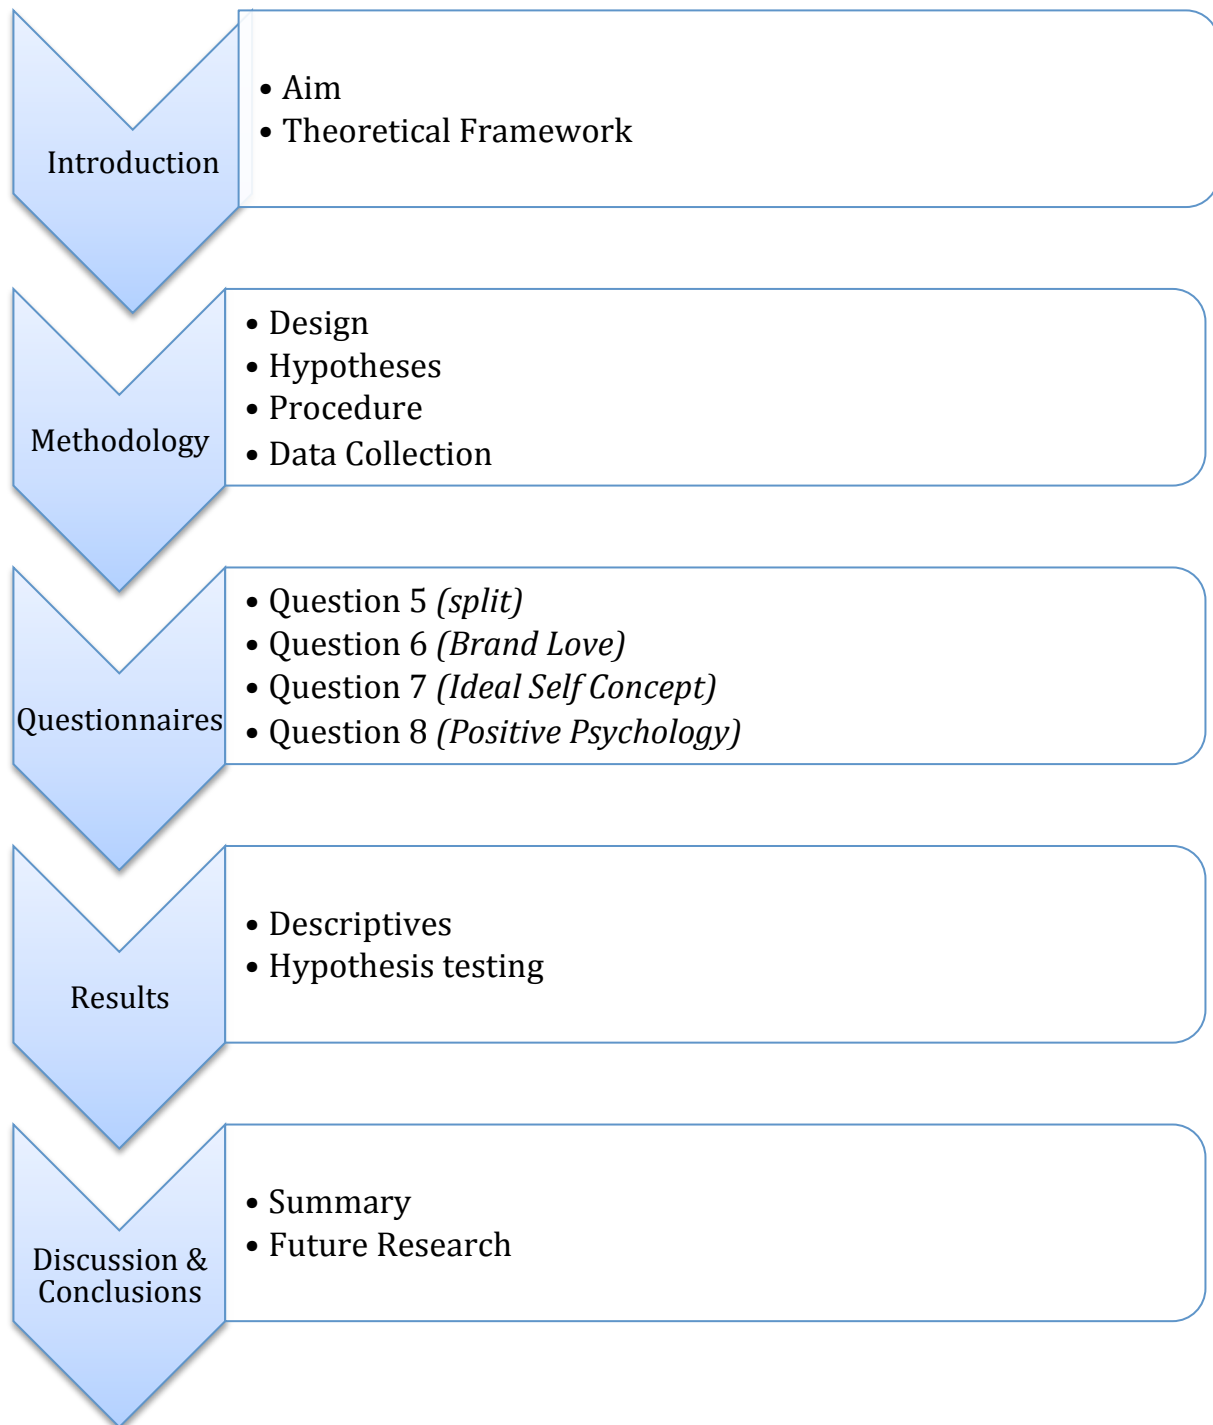 Introduction
• Aim
• Theoretical Framework
Methodology
• Design
• Hypotheses
• Procedure
• Data Collection
Questionnaires
• Question 5 (split)
• Question 6 (Brand Love)
• Question 7 (Ideal Self Concept)
• Question 8 (Positive Psychology)
Results
• Descriptives
• Hypothesis testing
Discussion &
Conclusions
• Summary
• Future Research